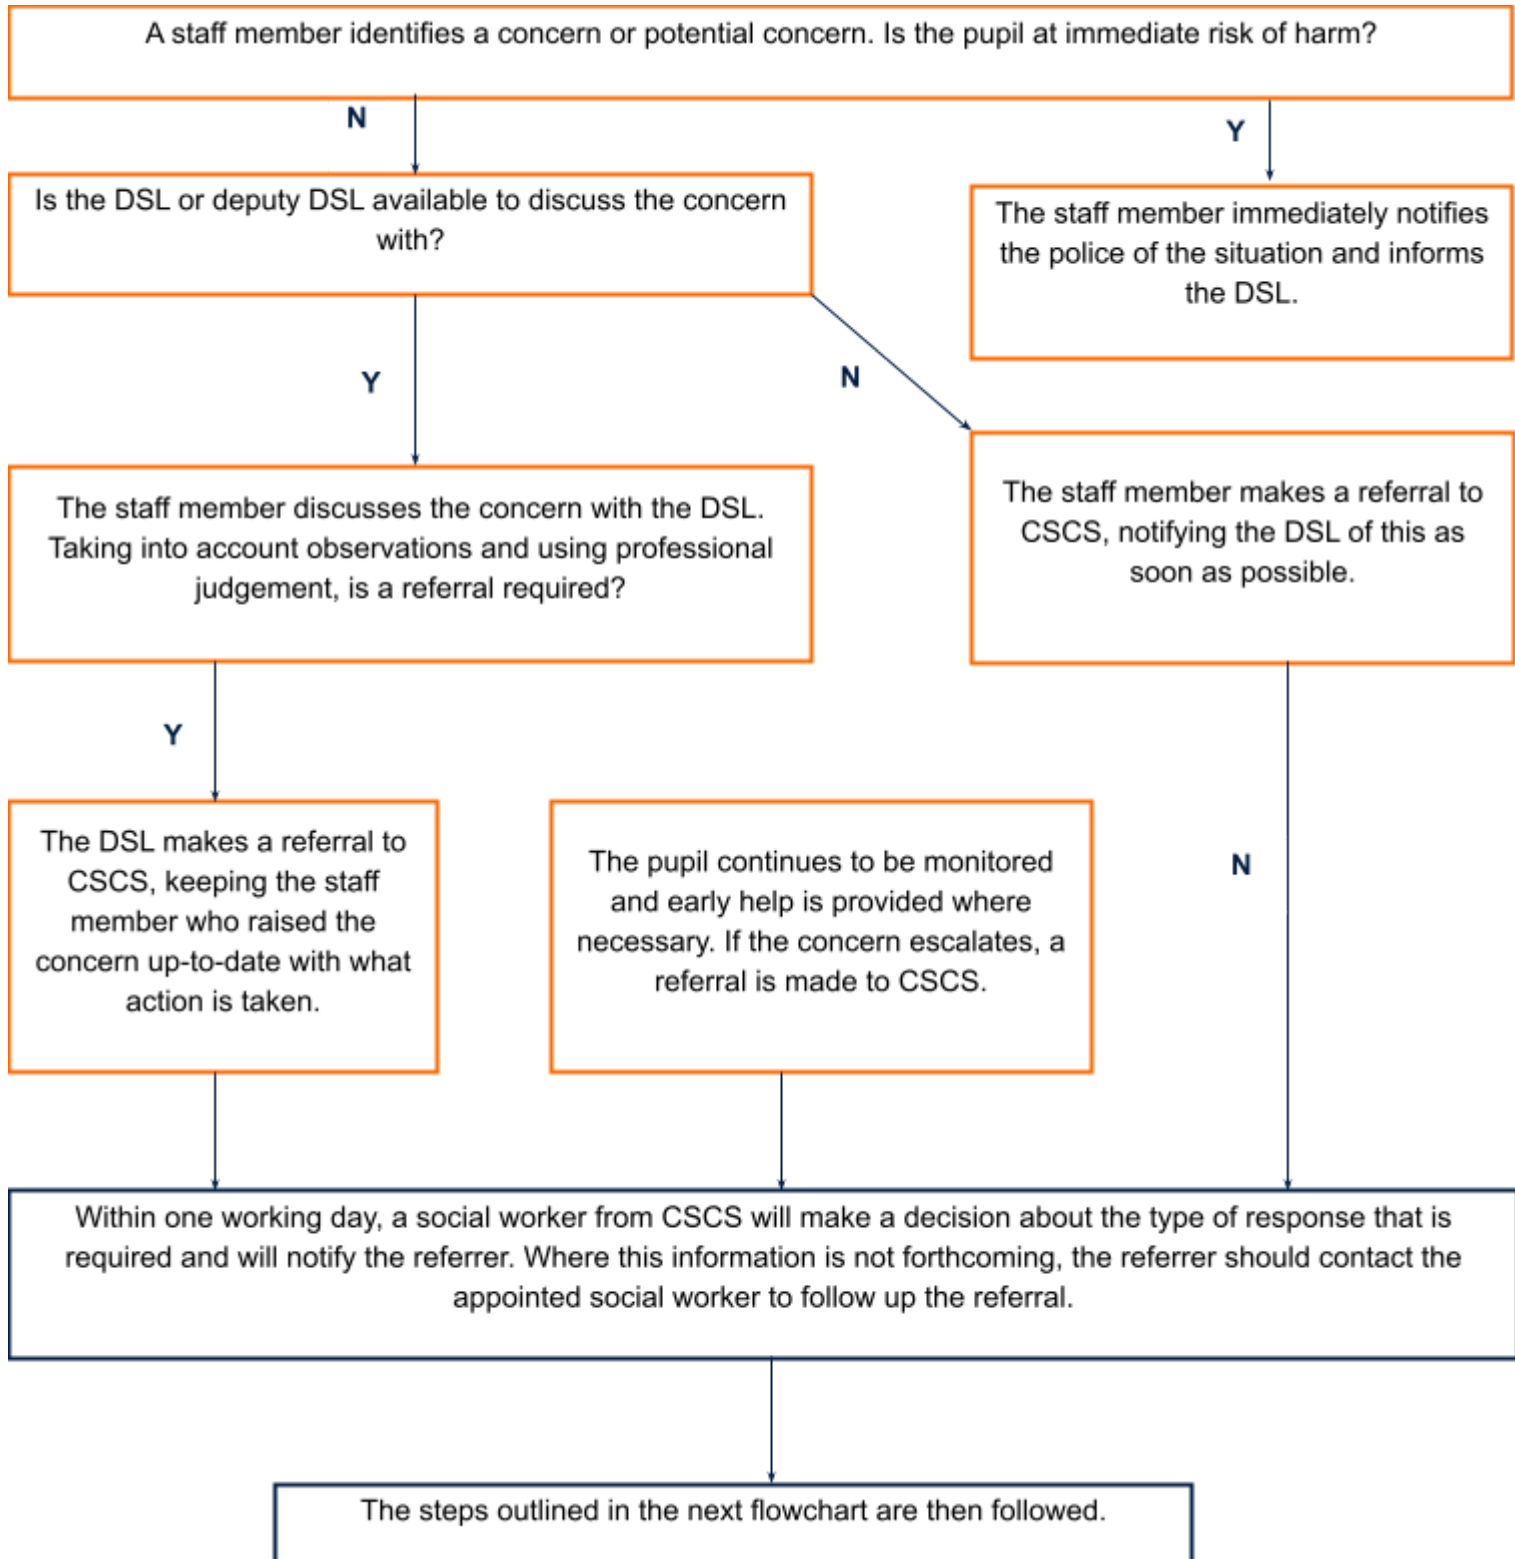 A staff member identifies a concern or potential concern. Is the pupil at immediate risk of harm?
N
Y
Is the DSL or deputy DSL available to discuss the concern
with?
The staff member immediately notifies
the police of the situation and informs
the DSL.
Y
N
The staff member discusses the concern with the DSL.
Taking into account observations and using professional
judgement, is a referral required?
The staff member makes a referral to
CSCS, notifying the DSL of this as
soon as possible.
Y
The DSL makes a referral to
CSCS, keeping the staff
member who raised the
concern up-to-date with what
action is taken.
The pupil continues to be monitored
and early help is provided where
necessary. If the concern escalates, a
referral is made to CSCS.
N
Within one working day, a social worker from CSCS will make a decision about the type of response that is
required and will notify the referrer. Where this information is not forthcoming, the referrer should contact the
appointed social worker to follow up the referral.
The steps outlined in the next flowchart are then followed.